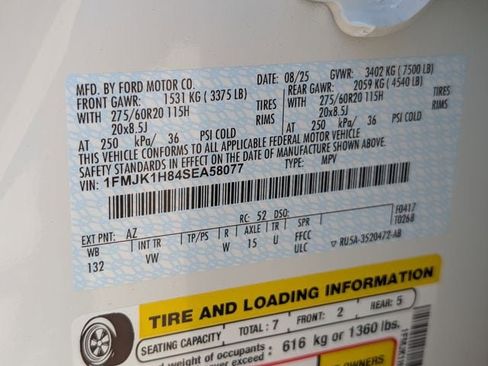 MFD. BY FORD MOTOR CO.
DATE: 08/25 GVWR: 3402 KG (7500 LB)
FRONT GAWR: 1531 KG (3375 LB) REAR GAWR: 2059 KG (4540 LB)
WITH 275/60R20 115H TIRES WITH 275/60R20 115H TIRES
20x8.5J RIMS 20x8.5J RIMS
AT 250 kPa/ 36 PSI COLD AT 250 kPa/ 36 PSI COLD
THIS VEHICLE CONFORMS TO ALL APPLICABLE FEDERAL MOTOR VEHICLE
SAFETY STANDARDS IN EFFECT ON THE DATE OF MANUFACTURE SHOWN ABOVE.
VIN: 1FMJK1H84SEA58077 TYPE: MPV
F0417
T0268
EXT PNT: AZ RC: 52 DSO:
WB INT TR TP/PS R AXLE TR SPR
132 VW W 15 U FFCC
ULC ▽ RU5A-3520472-AB
TIRE AND LOADING INFORMATION
SEATING CAPACITY TOTAL: 7 FRONT: 2 REAR: 5
weight of occupants
exceed : 616 kg or 1360 lbs.
OWNERS